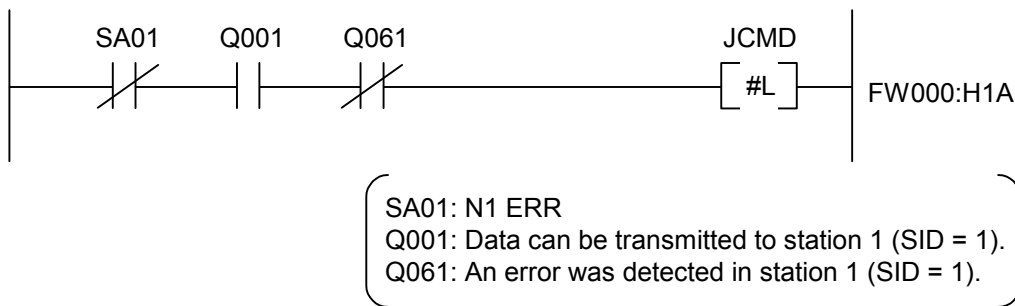 SA01 Q001 Q061 JCMD
#L FW000:H1A
SA01: N1 ERR
Q001: Data can be transmitted to station 1 (SID = 1).
Q061: An error was detected in station 1 (SID = 1).